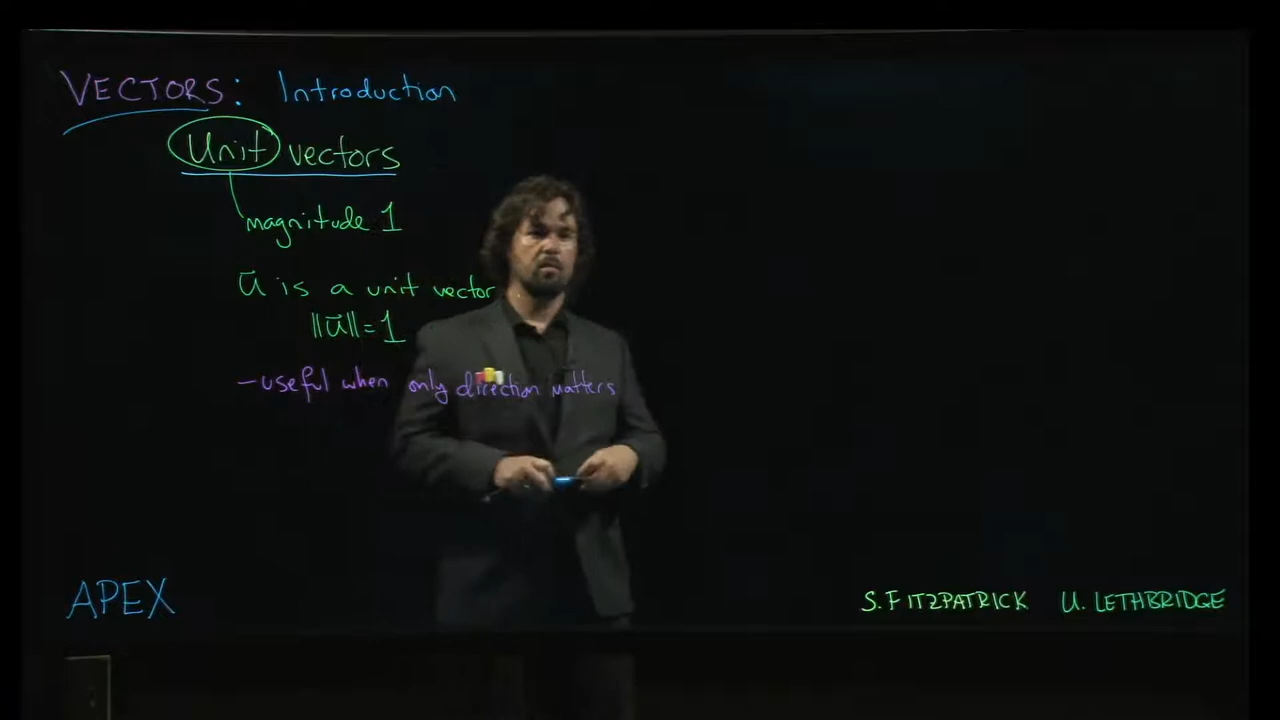 VECTORS: Introduction
Unit vectors
magnitude 1
ū is a unit vector
||ū|| = 1
- useful when only direction matters
APEX
S. FITZPATRICK U. LETHBRIDGE